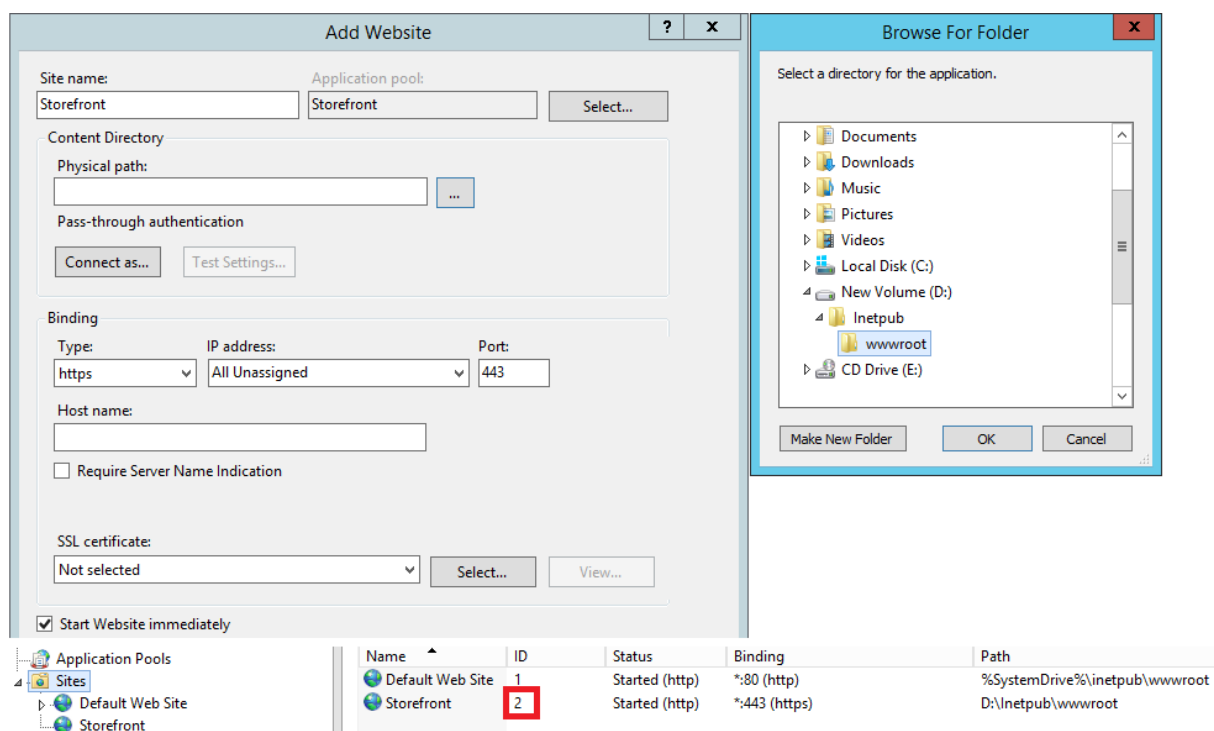 Add Website
? x
Site name:
Application pool:
Storefront
Storefront
Select...
Content Directory
Physical path:
...
Pass-through authentication
Connect as...
Test Settings...
Binding
Type:
IP address:
Port:
https
All Unassigned
443
Host name:
Require Server Name Indication
SSL certificate:
Not selected
Select...
View...
Start Website immediately
Browse For Folder
x
Select a directory for the application.
Documents
Downloads
Music
Pictures
Videos
Local Disk (C:)
New Volume (D:)
Inetpub
wwwroot
CD Drive (E:)
Make New Folder
OK
Cancel
Application Pools
Sites
Default Web Site
Storefront
Name ID Status Binding Path
Default Web Site 1 Started (http) *:80 (http) %SystemDrive%\inetpub\wwwroot
Storefront 2 Started (http) *:443 (https) D:\Inetpub\wwwroot